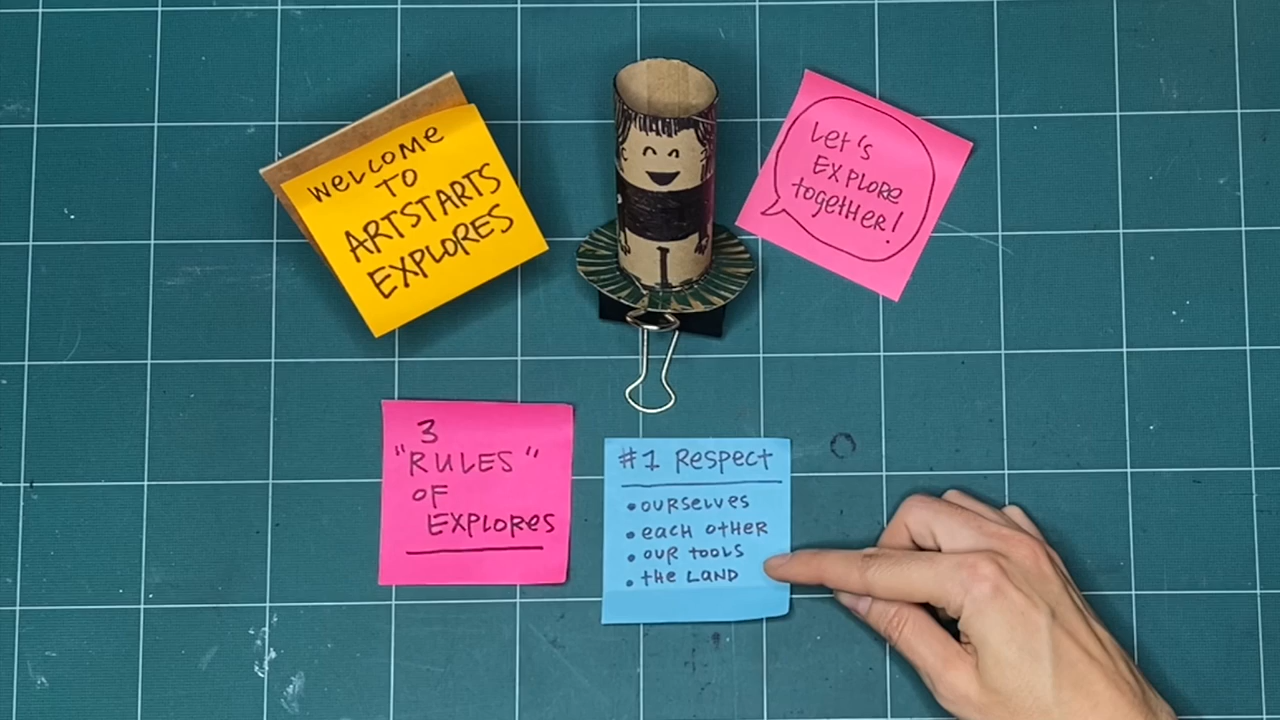 WELCOME
TO
ARTSTARTS
EXPLORES
Let's
EXPLORE
togetHer!
3
"RULES"
OF
EXPLORES
#1 Respect
• OURSELVES
• each otHeR
• OUR tOOLS
• tHe LAND